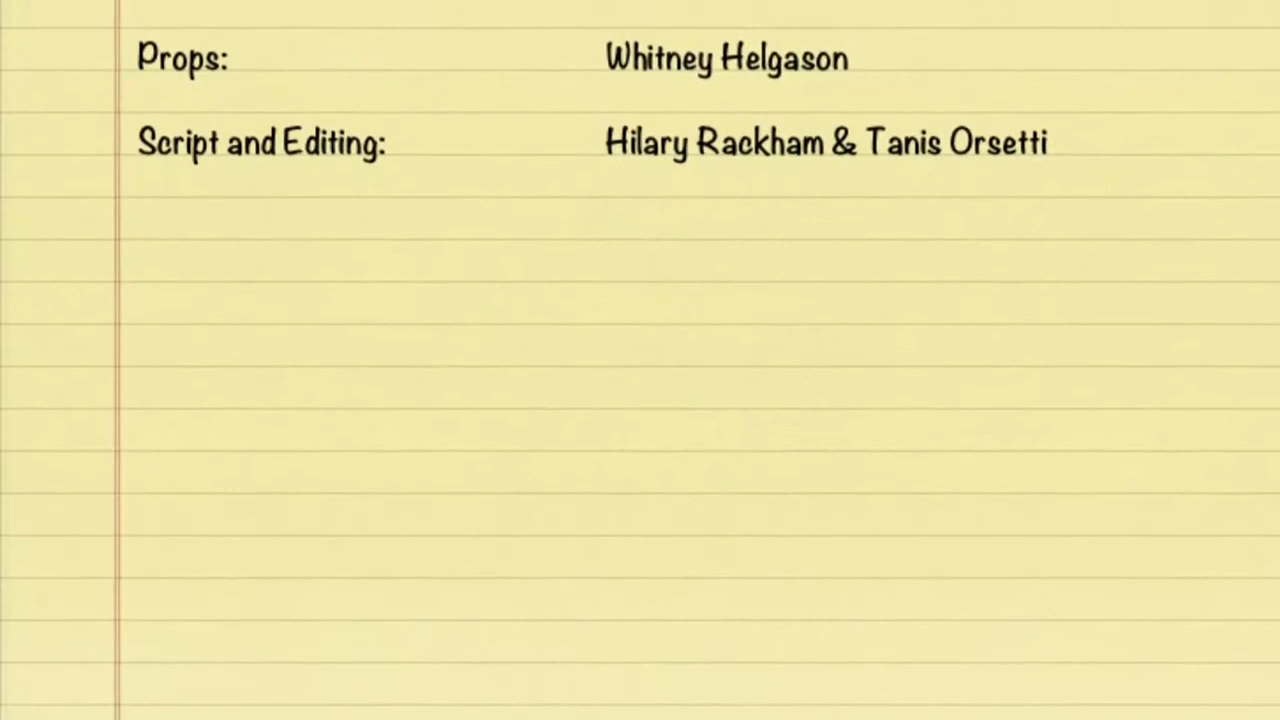 Props: Whitney Helgason
Script and Editing: Hilary Rackham & Tanis Orsetti